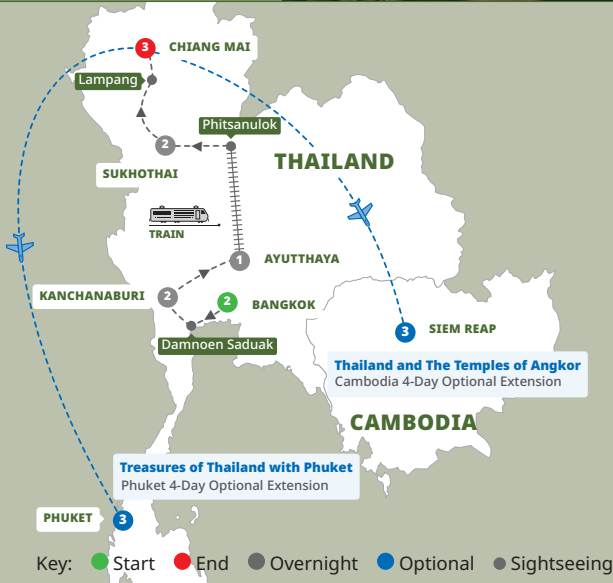 3 CHIANG MAI
Lampang
Phitsanulok
2
SUKHOTHAI
THAILAND
TRAIN
1 AYUTTHAYA
KANCHANABURI 2
2 BANGKOK
Damnoen Saduak
3 SIEM REAP
Thailand and The Temples of Angkor
Cambodia 4-Day Optional Extension
CAMBODIA
Treasures of Thailand with Phuket
Phuket 4-Day Optional Extension
PHUKET 3
Key: Start End Overnight Optional Sightseeing